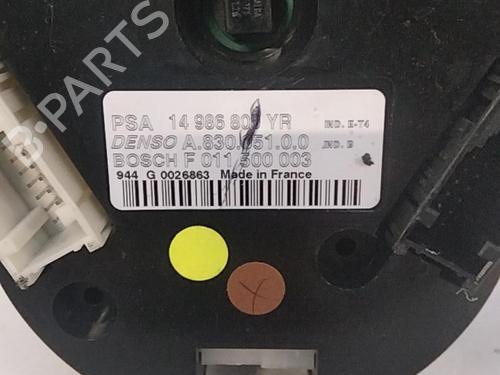 B-PARTS
PSA 14 986 80 YR IND. E-T4
DENSO A.830. 51.0.0 IND. B
BOSCH F 011 500 003
944 G 0026863 Made in France